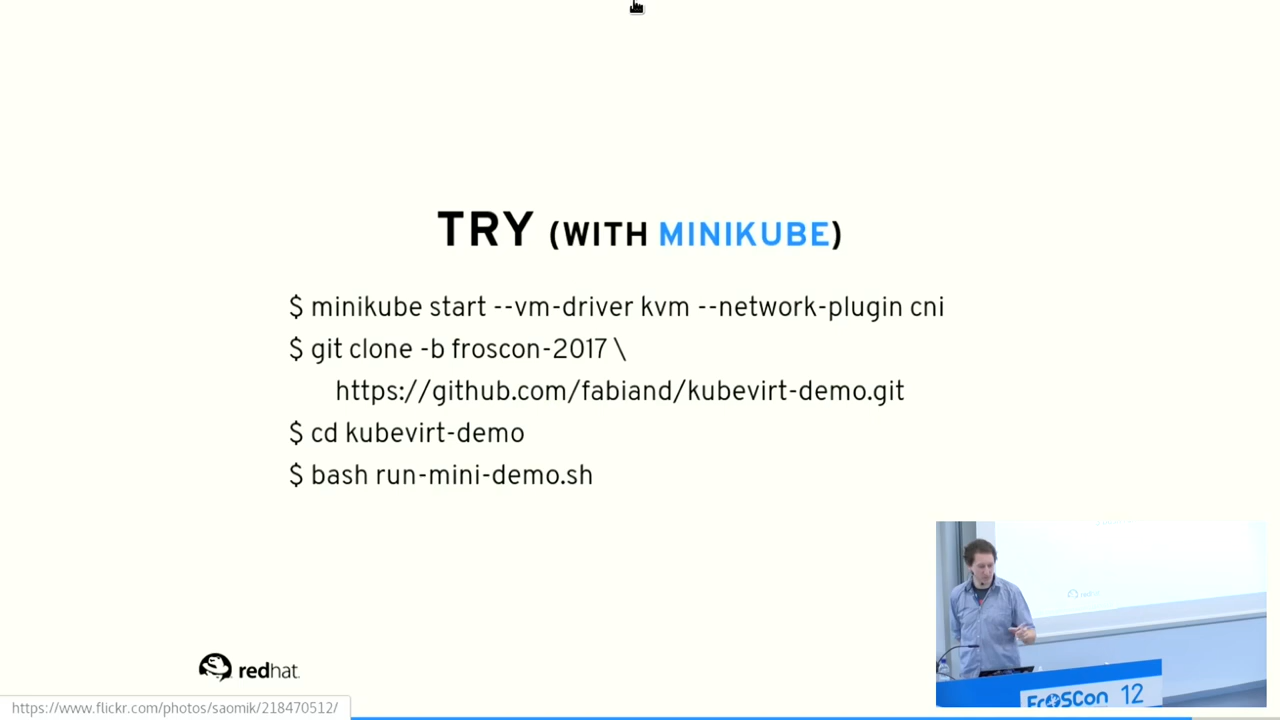 TRY (WITH MINIKUBE)
$ minikube start --vm-driver kvm --network-plugin cni
$ git clone -b froscon-2017 \
https://github.com/fabiand/kubevirt-demo.git
$ cd kubevirt-demo
$ bash run-mini-demo.sh
redhat.
FrOSCon 12
https://www.flickr.com/photos/saomik/218470512/